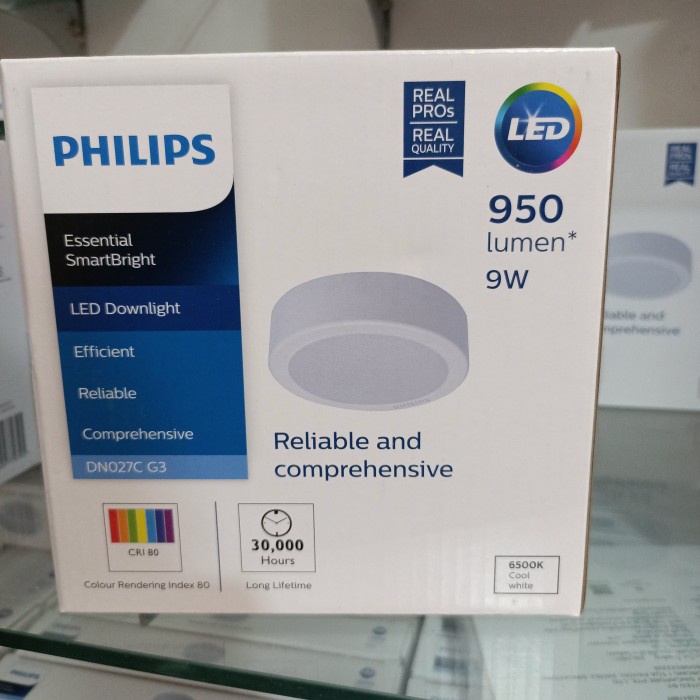 PHILIPS
Essential
SmartBright
LED Downlight
Efficient
Reliable
Comprehensive
DN027C G3
REAL
PROs
REAL
QUALITY
LED
950
lumen*
9W
Reliable and
comprehensive
CRI 80
Colour Rendering Index 80
30,000
Hours
Long Lifetime
6500K
Cool
white